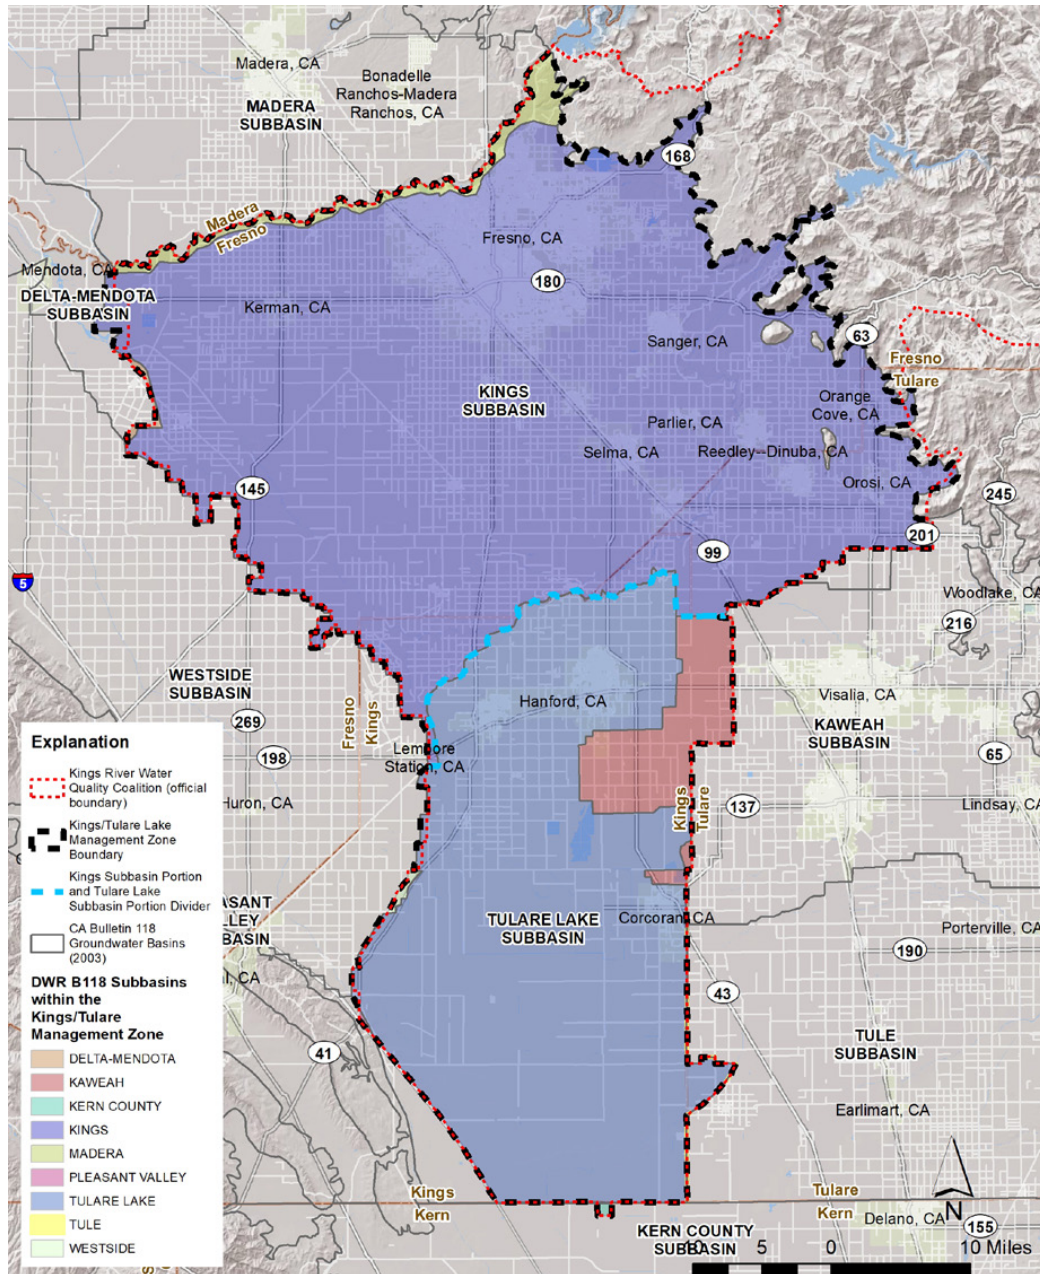 Madera, CA
Bonadelle
Ranchos-Madera
Ranchos, CA
MADERA
SUBBASIN
168
Madera
Fresno
Fresno, CA
Mendota, CA
180
DELTA-MENDOTA
SUBBASIN
Kerman, CA
Sanger, CA
63
Fresno
Tulare
KINGS
SUBBASIN
Orange
Cove, CA
Parlier, CA
Selma, CA
Reedley--Dinuba, CA
Orosi, CA
145
245
201
99
5
Woodlake, CA
216
WESTSIDE
SUBBASIN
Fresno
Kings
Hanford, CA
Visalia, CA
KAWEAH
SUBBASIN
269
198
Lemoore
Station, CA
65
Huron, CA
Kings
Tulare
137
Lindsay, CA
Corcoran, CA
TULARE LAKE
SUBBASIN
Porterville, CA
190
43
TULE
SUBBASIN
41
Earlimart, CA
Kings
Kern
Tulare
Kern
Delano, CA
155
KERN COUNTY
SUBBASIN
N
10
5
0
10 Miles
Explanation
Kings River Water
Quality Coalition (official
boundary)
Kings/Tulare Lake
Management Zone
Boundary
Kings Subbasin Portion
and Tulare Lake
Subbasin Portion Divider
CA Bulletin 118
Groundwater Basins
(2003)
DWR B118 Subbasins
within the
Kings/Tulare
Management Zone
DELTA-MENDOTA
KAWEAH
KERN COUNTY
KINGS
MADERA
PLEASANT VALLEY
TULARE LAKE
TULE
WESTSIDE